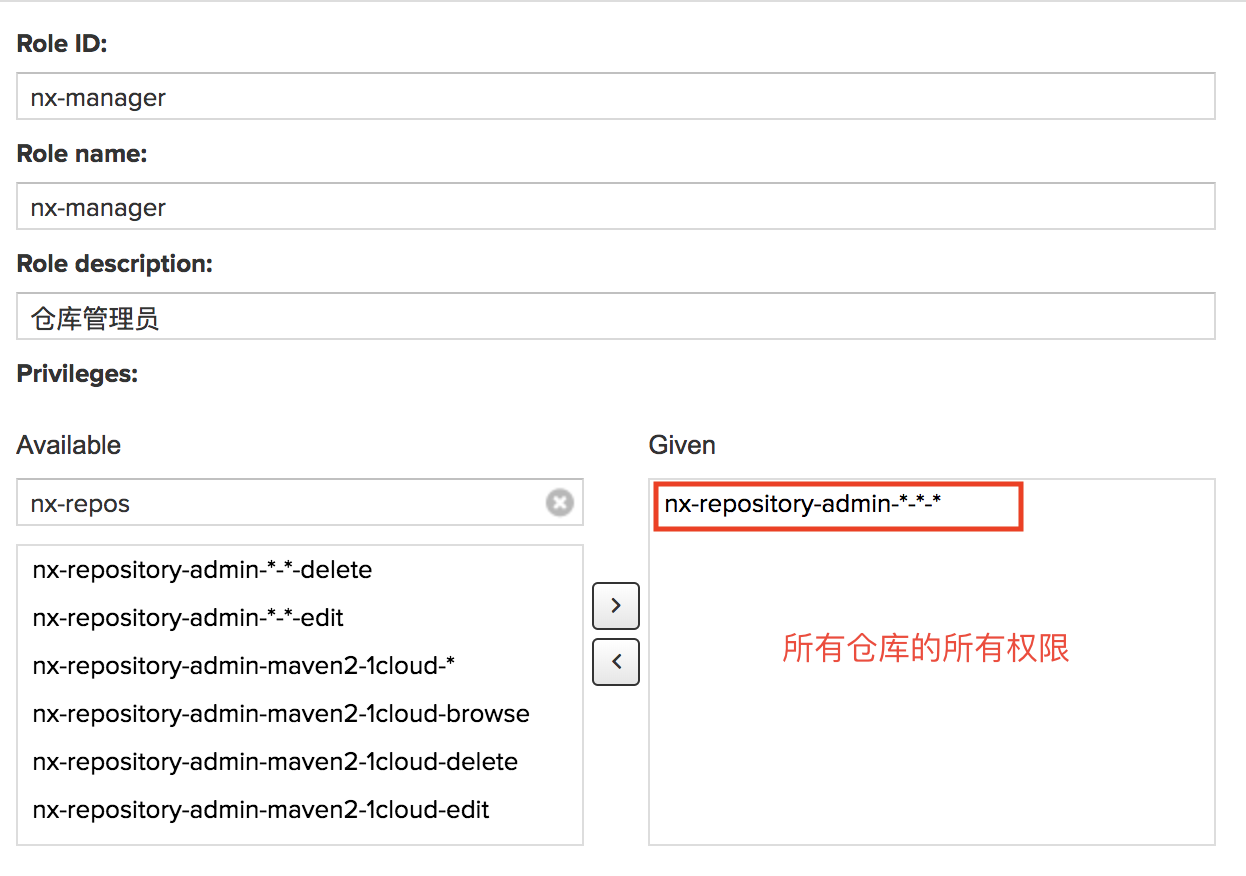 Role ID:
nx-manager
Role name:
nx-manager
Role description:
仓库管理员
Privileges:
Available
nx-repos
nx-repository-admin-*-*-delete
nx-repository-admin-*-*-edit
nx-repository-admin-maven2-1cloud-*
nx-repository-admin-maven2-1cloud-browse
nx-repository-admin-maven2-1cloud-delete
nx-repository-admin-maven2-1cloud-edit
>
<
Given
nx-repository-admin-*-*-*
所有仓库的所有权限